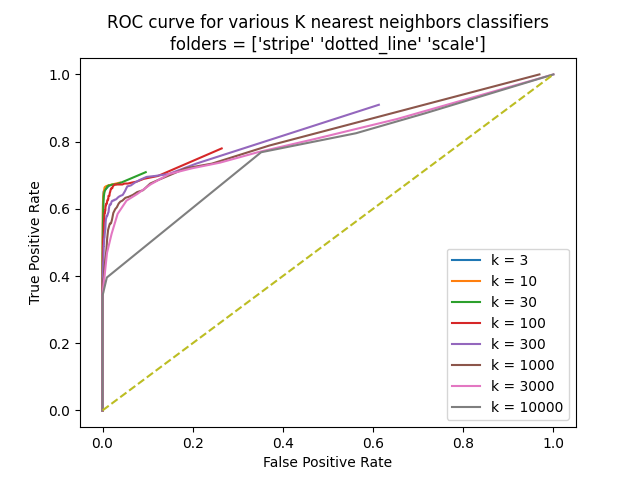 ROC curve for various K nearest neighbors classifiers
folders = ['stripe' 'dotted_line' 'scale']
1.0
0.8
0.6
0.4
0.2
0.0
True Positive Rate
k = 3
k = 10
k = 30
k = 100
k = 300
k = 1000
k = 3000
k = 10000
0.0 0.2 0.4 0.6 0.8 1.0
False Positive Rate